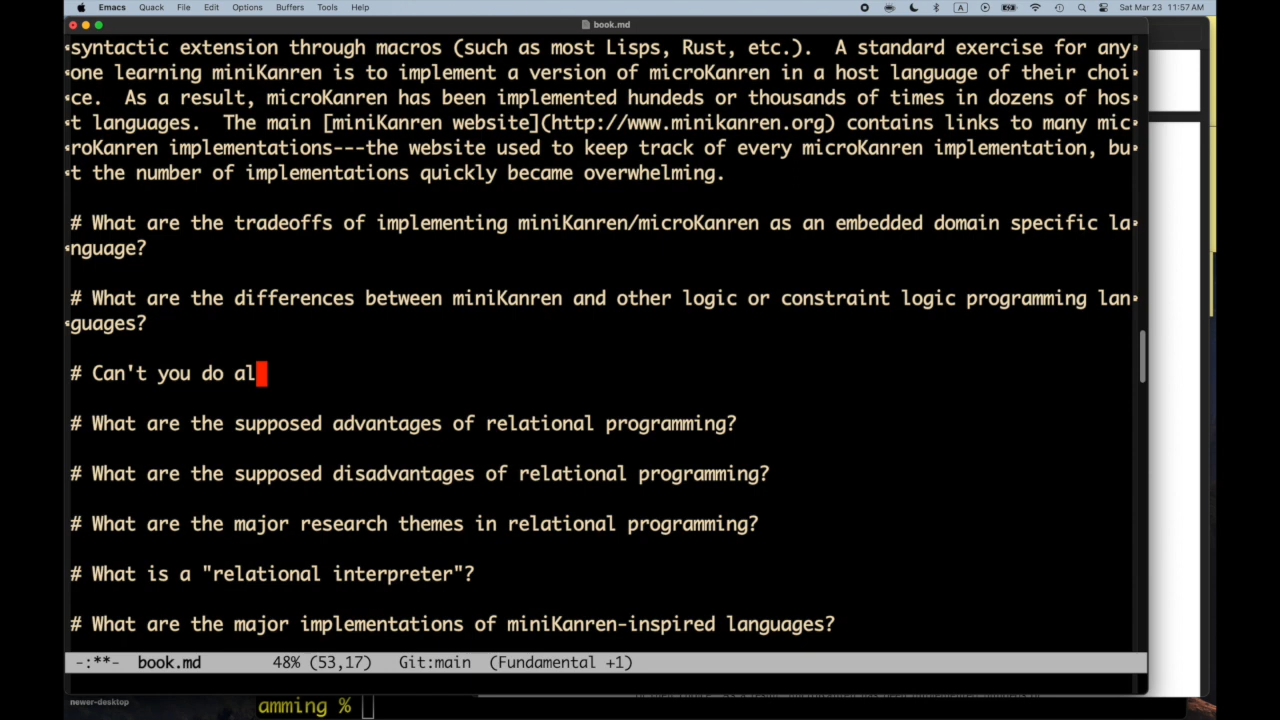 Emacs Quack File Edit Options Buffers Tools Help A Sat Mar 23 11:57 AM
book.md
syntactic extension through macros (such as most Lisps, Rust, etc.). A standard exercise for any
one learning miniKanren is to implement a version of microKanren in a host language of their choi
ce. As a result, microKanren has been implemented hundeds or thousands of times in dozens of hos
t languages. The main [miniKanren website](http://www.minikanren.org) contains links to many mic
roKanren implementations---the website used to keep track of every microKanren implementation, bu
t the number of implementations quickly became overwhelming.
# What are the tradeoffs of implementing miniKanren/microKanren as an embedded domain specific la
nguage?
# What are the differences between miniKanren and other logic or constraint logic programming lan
guages?
# Can't you do al
# What are the supposed advantages of relational programming?
# What are the supposed disadvantages of relational programming?
# What are the major research themes in relational programming?
# What is a "relational interpreter"?
# What are the major implementations of miniKanren-inspired languages?
-:**- book.md 48% (53,17) Git:main (Fundamental +1)
newer-desktop
amming %